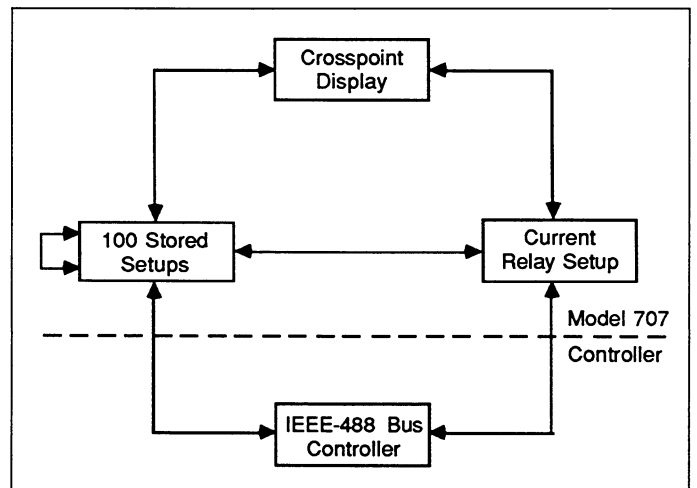 Crosspoint
Display
100 Stored
Setups
Current
Relay Setup
Model 707
Controller
IEEE-488 Bus
Controller